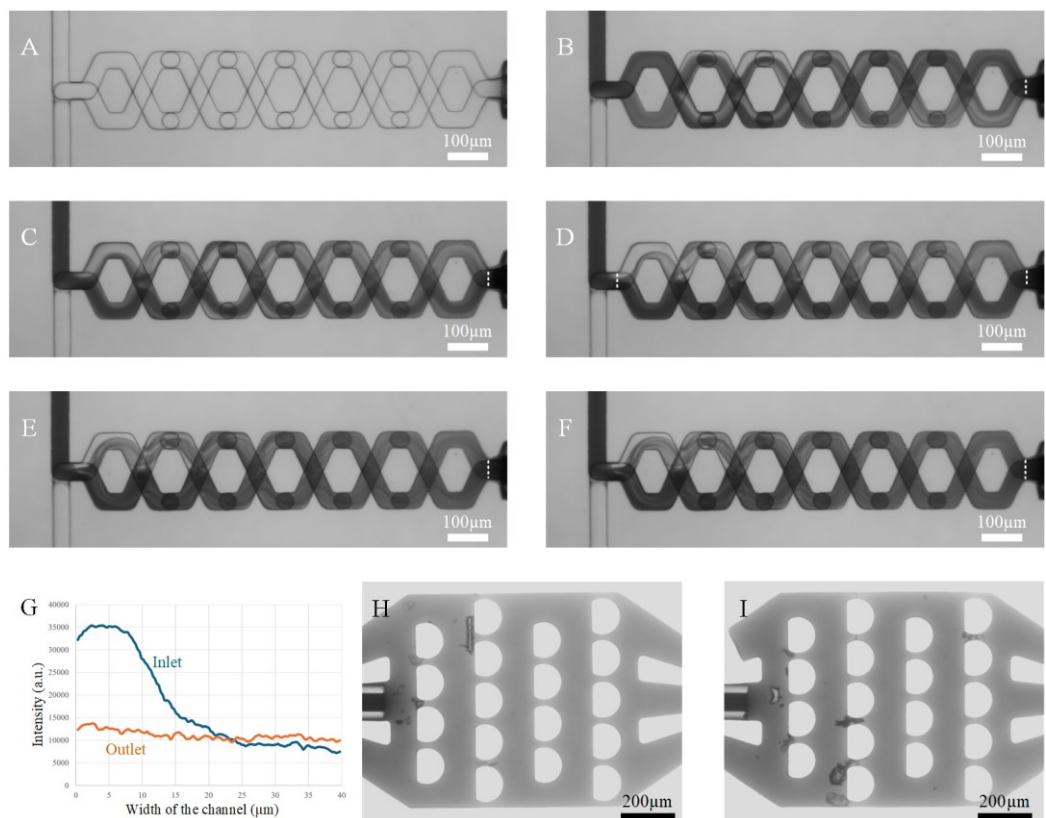 A
100μm
B
100μm
C
100μm
D
100μm
E
100μm
F
100μm
G
Intensity (a.u.)
40000
35000
30000
25000
20000
15000
10000
5000
0
Inlet
Outlet
0 5 10 15 20 25 30 35 40
Width of the channel (μm)
H
200μm
I
200μm